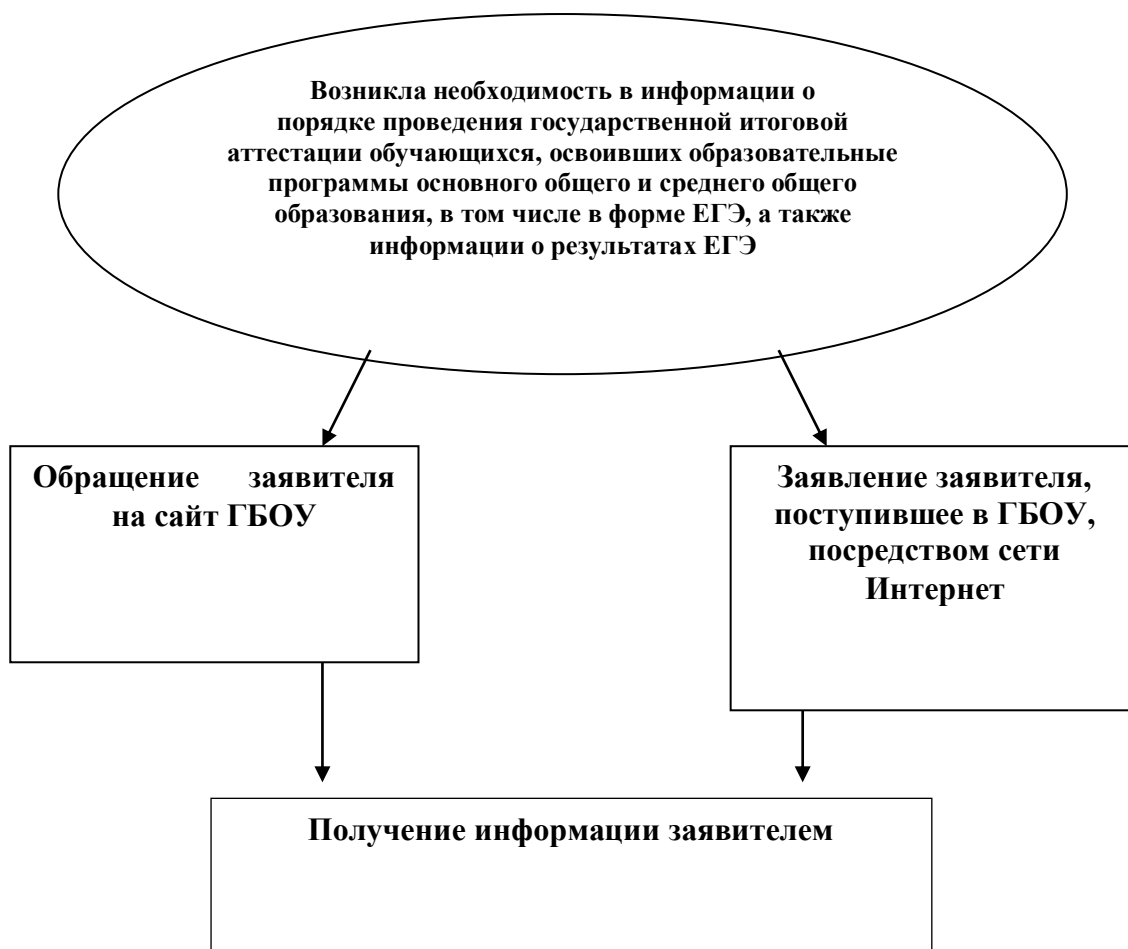 Возникла необходимость в информации о
порядке проведения государственной итоговой
аттестации обучающихся, освоивших образовательные
программы основного общего и среднего общего
образования, в том числе в форме ЕГЭ, а также
информации о результатах ЕГЭ
Обращение заявителя
на сайт ГБОУ
Заявление заявителя,
поступившее в ГБОУ,
посредством сети
Интернет
Получение информации заявителем